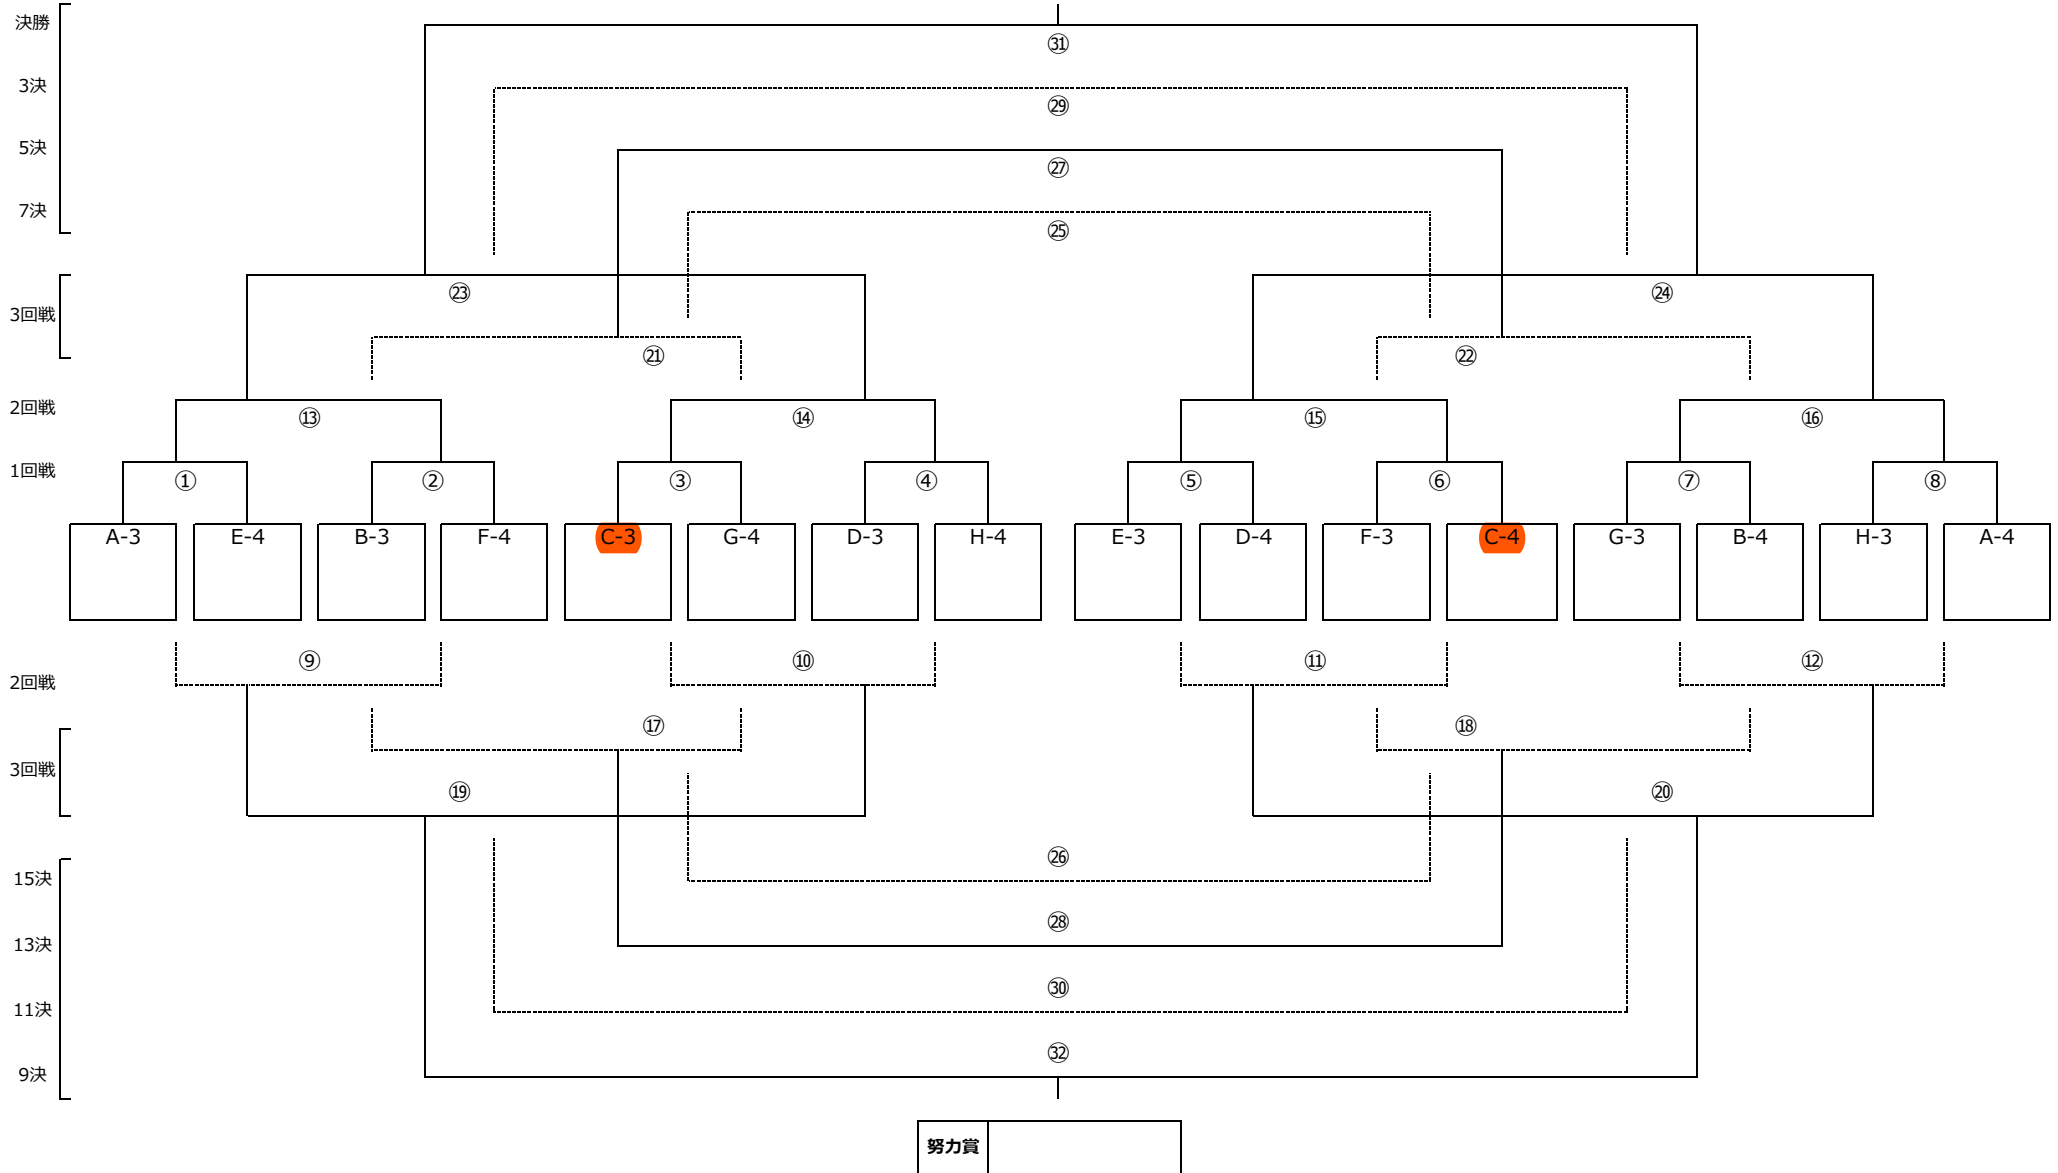 決勝
㉛
3決
㉙
5決
㉗
7決
㉕
㉓ ㉔
3回戦
㉑ ㉒
2回戦
⑬ ⑭ ⑮ ⑯
1回戦
① ② ③ ④ ⑤ ⑥ ⑦ ⑧
A-3 E-4 B-3 F-4 C-3 G-4 D-3 H-4 E-3 D-4 F-3 C-4 G-3 B-4 H-3 A-4
⑨ ⑩ ⑪ ⑫
2回戦
⑰ ⑱
3回戦
⑲ ⑳
㉖
15決
㉘
13決
㉚
11決
㉜
9決
努力賞